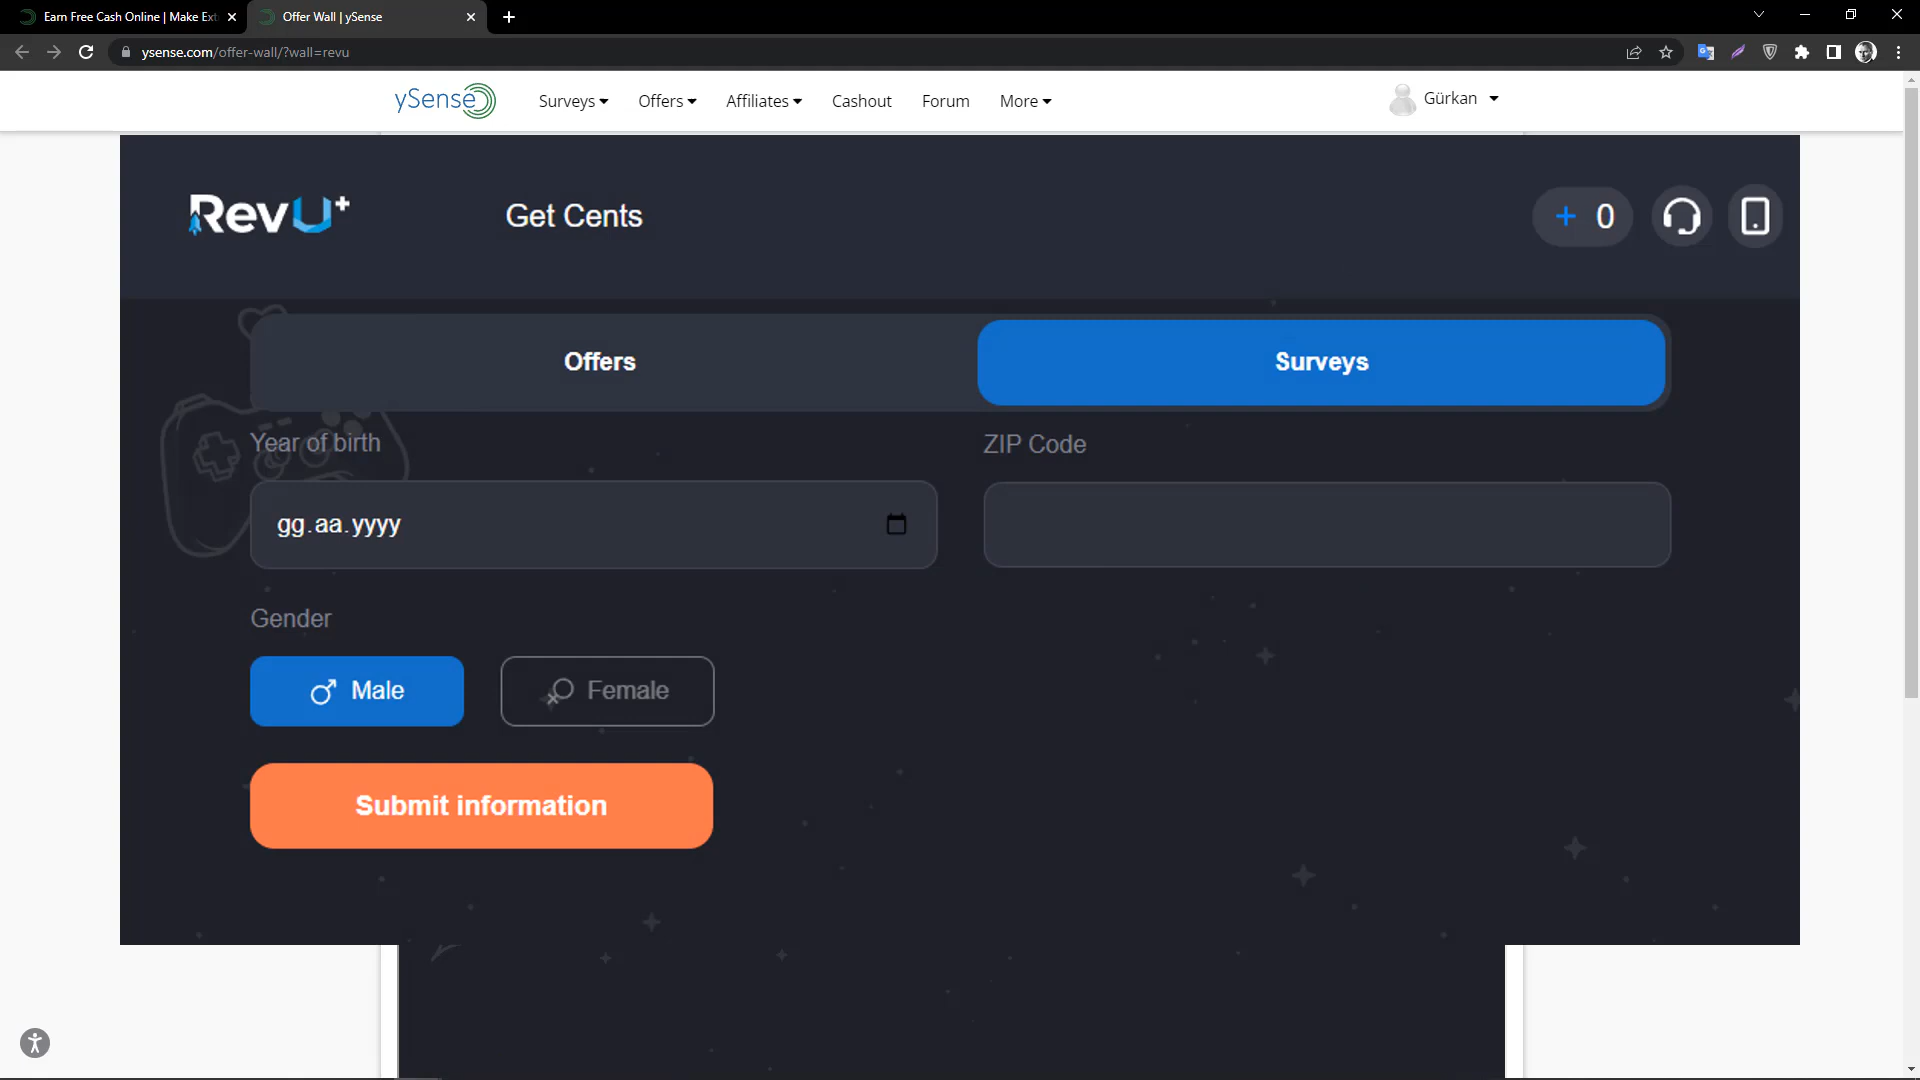 Earn Free Cash Online | Make Ext
Offer Wall | ySense
ysense.com/offer-wall/?wall=revu
ySense
Surveys Offers Affiliates Cashout Forum More
Gürkan
RevU+
Get Cents
+ 0
Offers
Surveys
Year of birth
ZIP Code
gg.aa.yyyy
Gender
Male
Female
Submit information